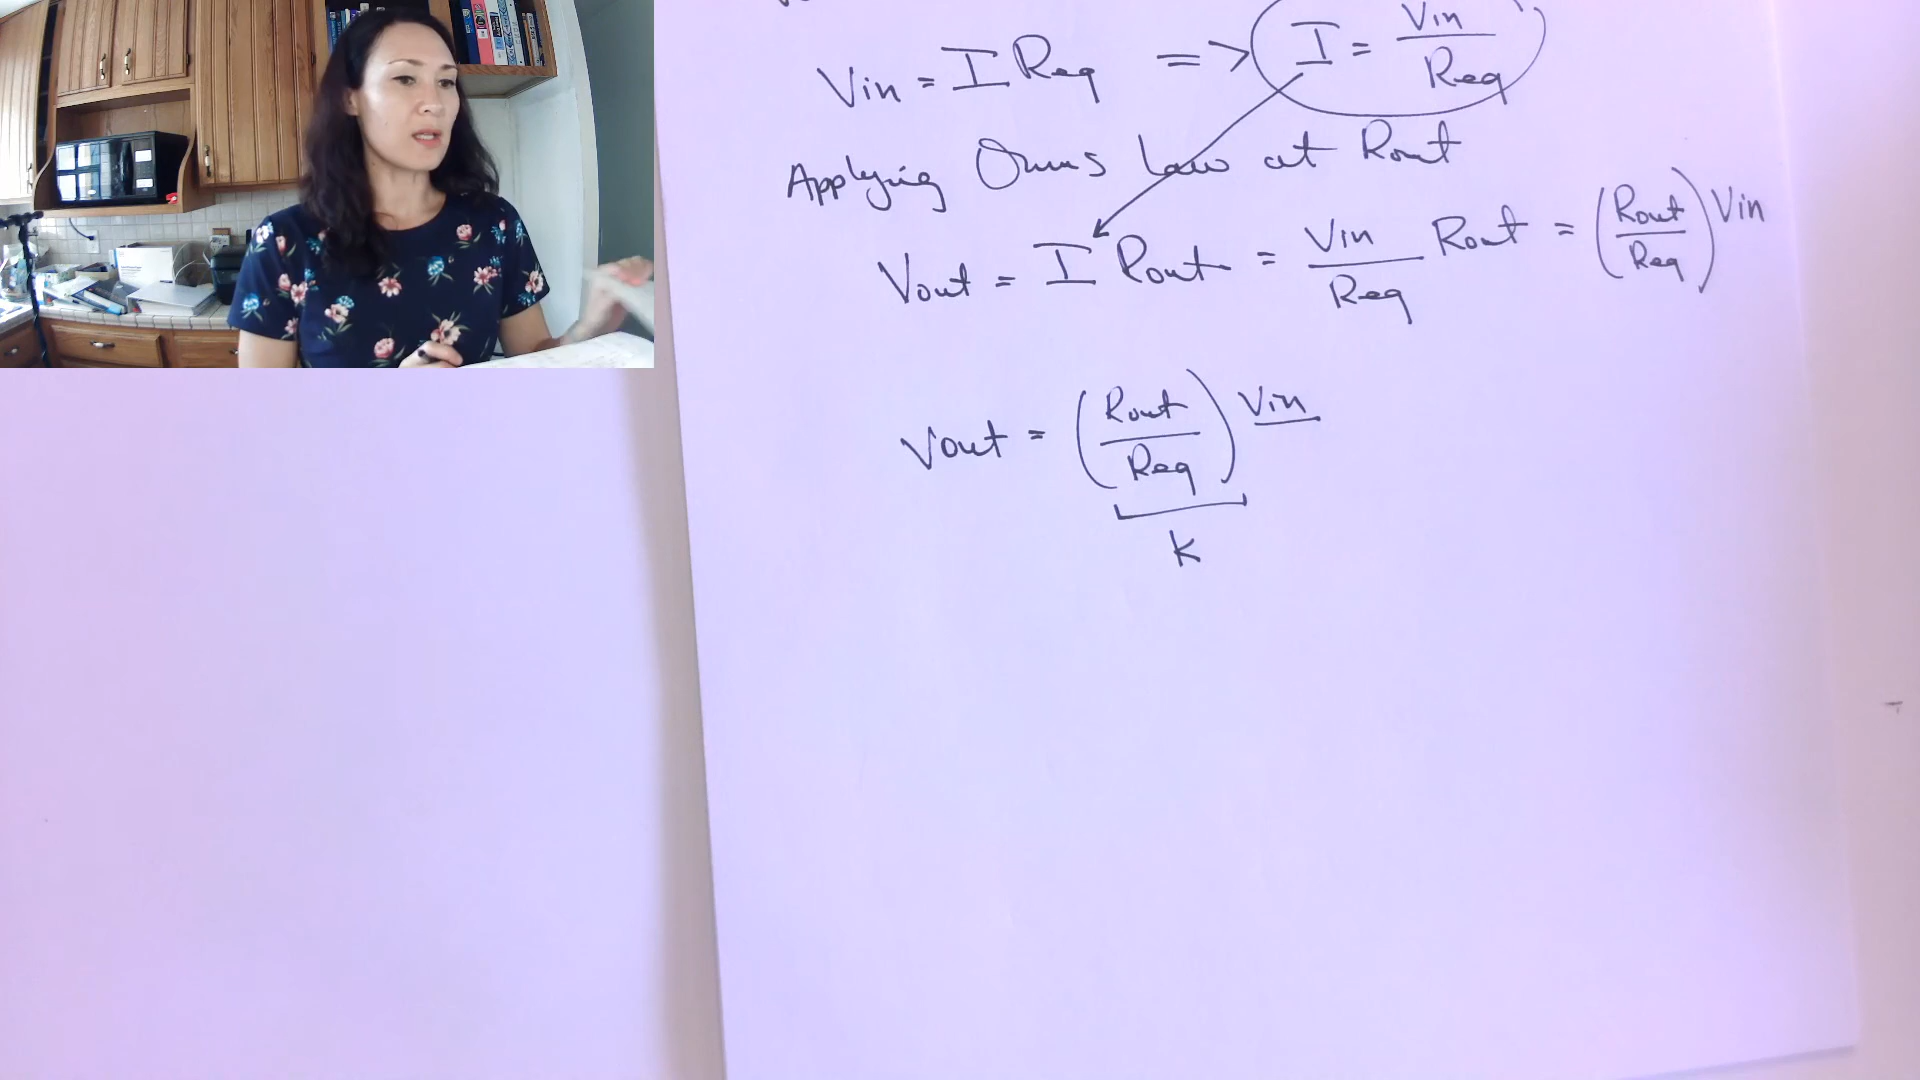 Vin = I Req => I = Vin / Req
Applying Ohms law at Rout
Vout = I Rout = Vin / Req Rout = (Rout / Req) Vin
Vout = (Rout / Req) Vin
k